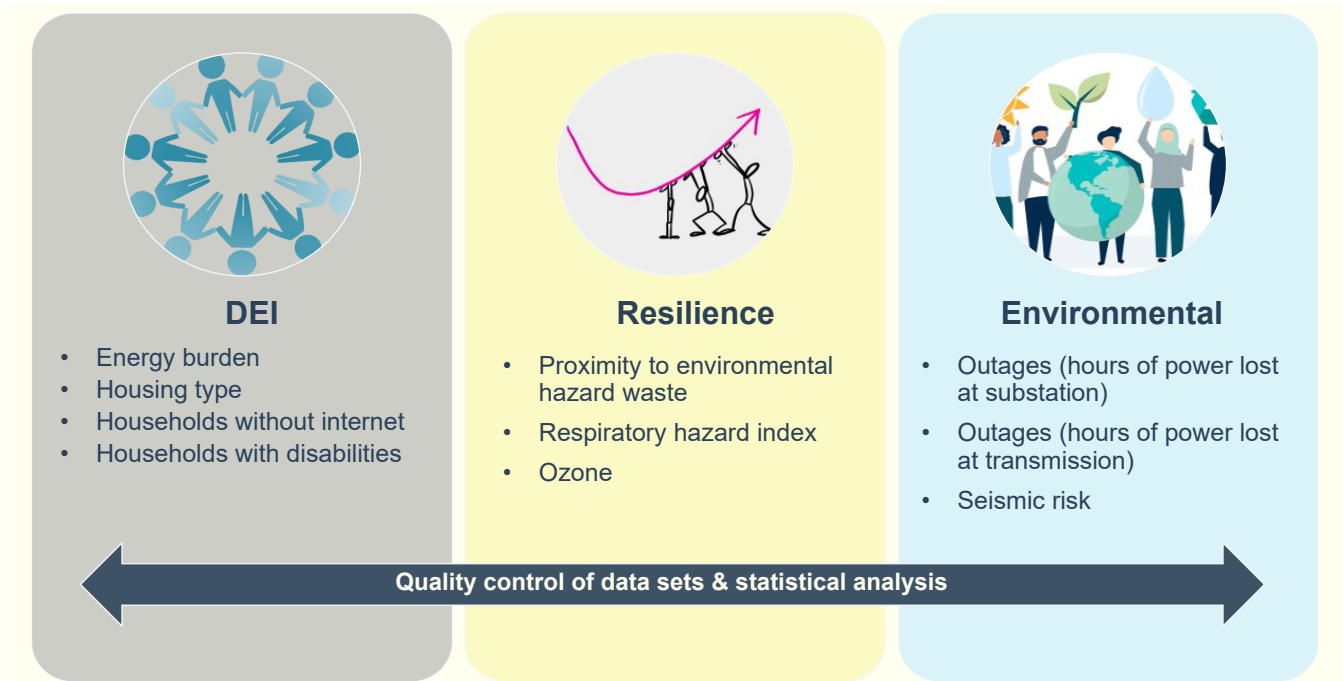 DEI
• Energy burden
• Housing type
• Households without internet
• Households with disabilities
Resilience
• Proximity to environmental
hazard waste
• Respiratory hazard index
• Ozone
Environmental
• Outages (hours of power lost
at substation)
• Outages (hours of power lost
at transmission)
• Seismic risk
Quality control of data sets & statistical analysis